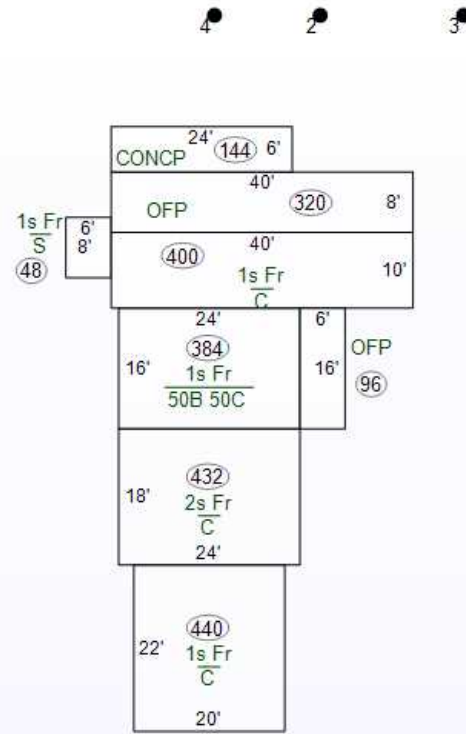 4 2 3
24' 144 6'
CONCP
40'
OFP 320 8'
1s Fr 6'
S 8'
48
400 40'
1s Fr 10'
C
24' 6'
384 OFP
16' 1s Fr 16'
50B 50C 96
432
18' 2s Fr
C
24'
440
22' 1s Fr
C
20'